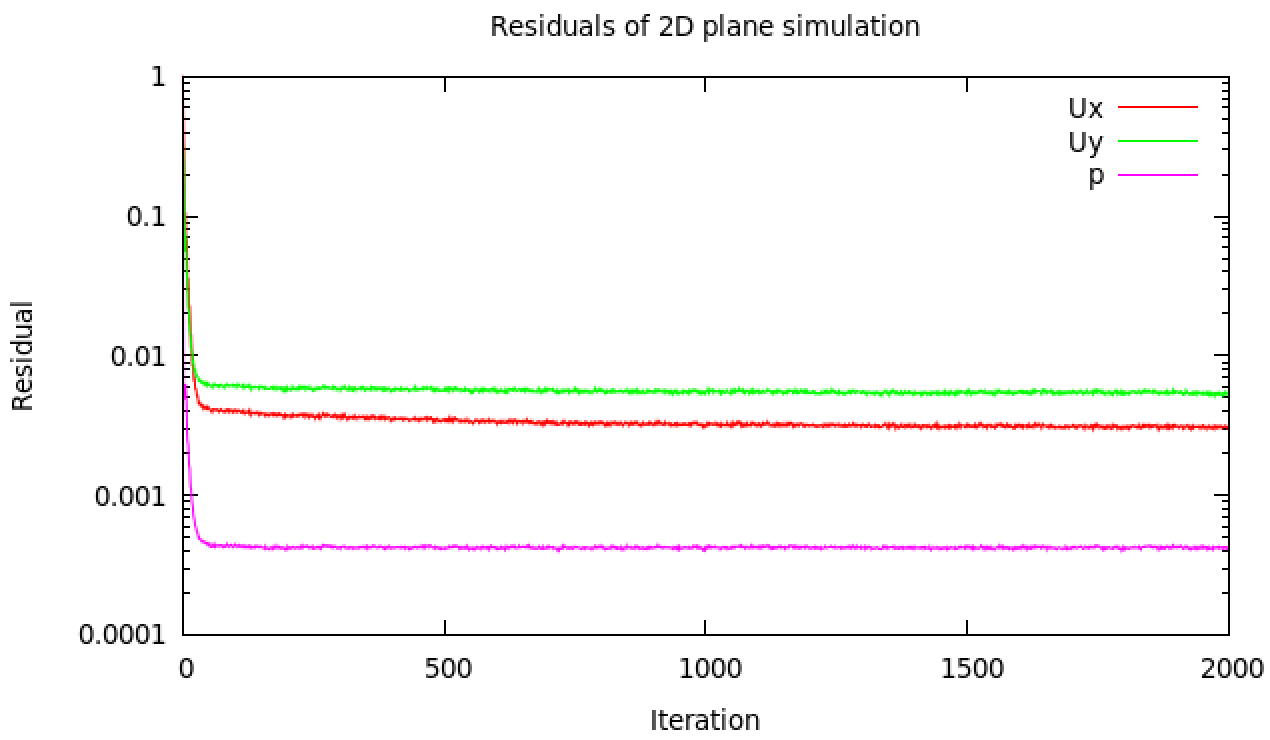 Residuals of 2D plane simulation
1
Ux
Uy
p
0.1
0.01
0.001
0.0001
Residual
0 500 1000 1500 2000
Iteration